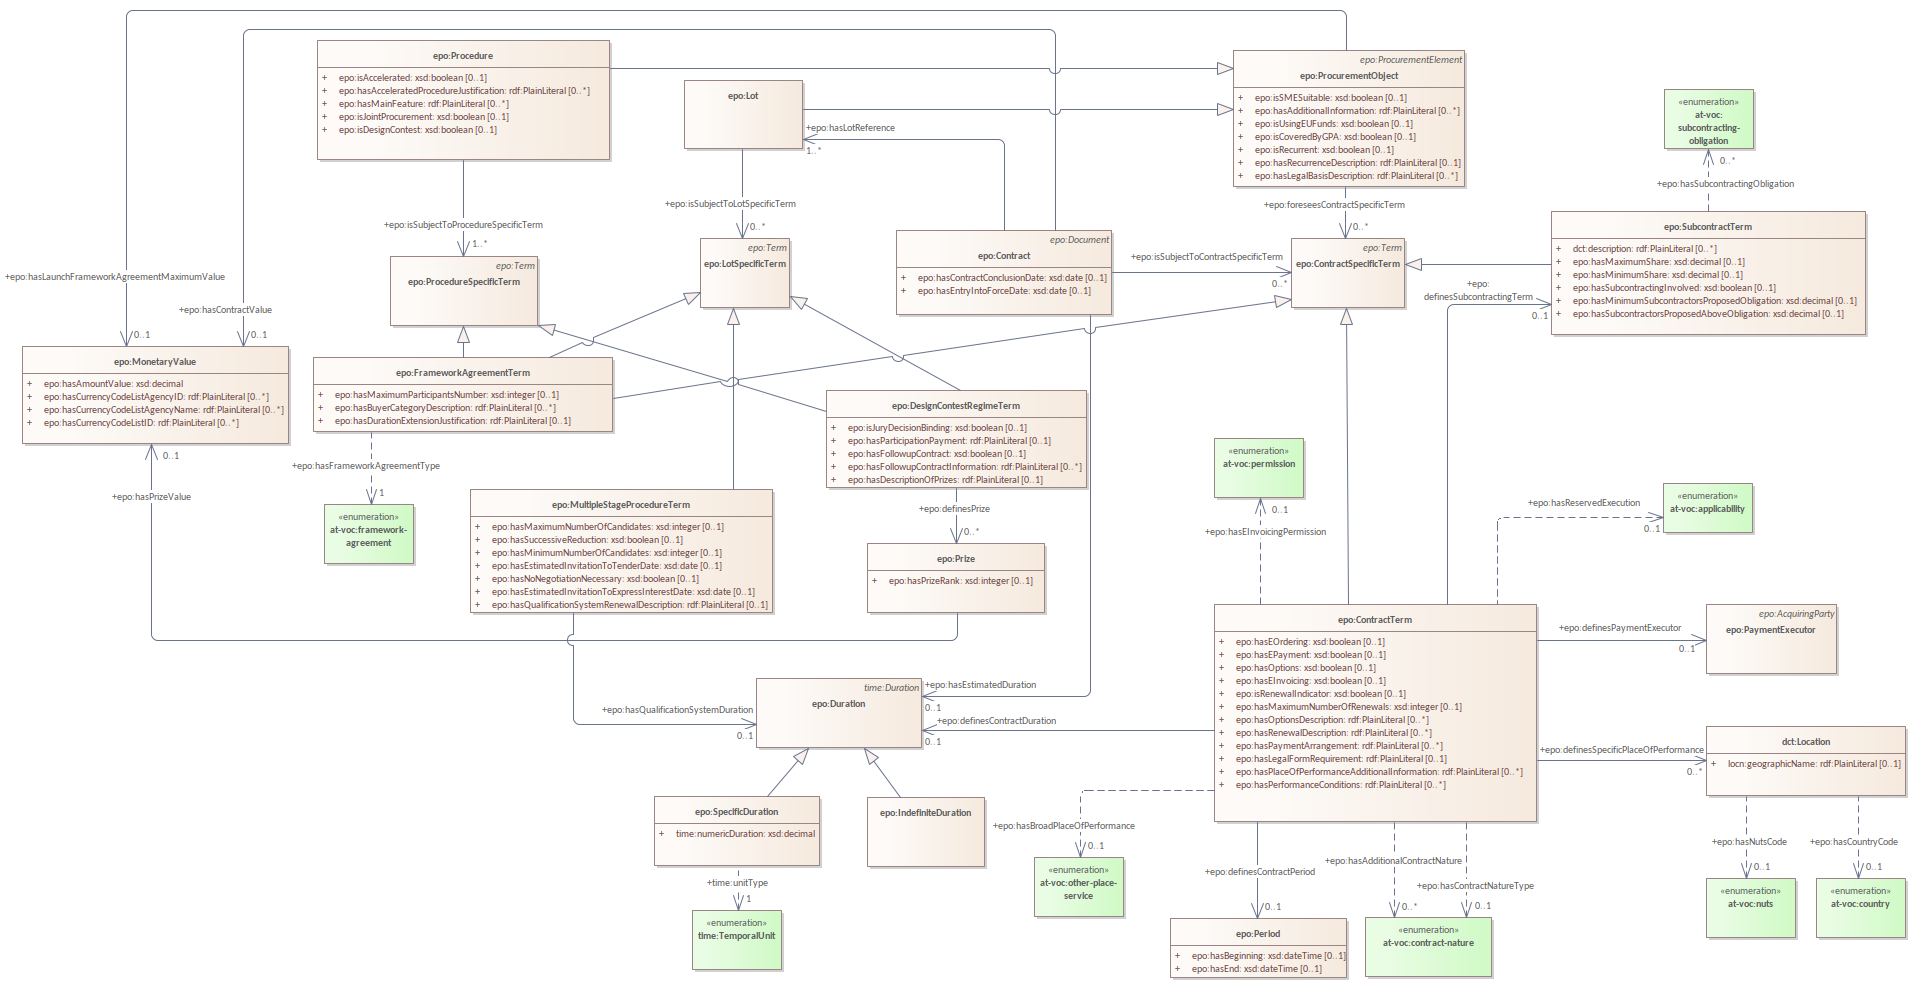 epo:Procedure
+ epo:isAccelerated: xsd:boolean [0..1]
+ epo:hasAcceleratedProcedureJustification: rdf:PlainLiteral [0..*]
+ epo:hasMainFeature: rdf:PlainLiteral [0..*]
+ epo:isJointProcurement: xsd:boolean [0..1]
+ epo:isDesignContest: xsd:boolean [0..1]
epo:Lot
epo:ProcurementElement
epo:ProcurementObject
+ epo:isSMESuitable: xsd:boolean [0..1]
+ epo:hasAdditionalInformation: rdf:PlainLiteral [0..*]
+ epo:isUsingEUFunds: xsd:boolean [0..1]
+ epo:isCoveredByGPA: xsd:boolean [0..1]
+ epo:isRecurrent: xsd:boolean [0..1]
+ epo:hasRecurrenceDescription: rdf:PlainLiteral [0..1]
+ epo:hasLegalBasisDescription: rdf:PlainLiteral [0..*]
«enumeration»
at-voc:
subcontracting-
obligation
0..*
+epo:hasSubcontractingObligation
+epo:hasLotReference
1..*
+epo:isSubjectToProcedureSpecificTerm
1..*
+epo:isSubjectToLotSpecificTerm
0..*
+epo:foreseesContractSpecificTerm
0..*
epo:Term
epo:ProcedureSpecificTerm
epo:Term
epo:LotSpecificTerm
epo:Document
epo:Contract
+ epo:hasContractConclusionDate: xsd:date [0..1]
+ epo:hasEntryIntoForceDate: xsd:date [0..1]
+epo:isSubjectToContractSpecificTerm
0..*
epo:Term
epo:ContractSpecificTerm
epo:SubcontractTerm
+ dct:description: rdf:PlainLiteral [0..*]
+ epo:hasMaximumShare: xsd:decimal [0..1]
+ epo:hasMinimumShare: xsd:decimal [0..1]
+ epo:hasSubcontractingInvolved: xsd:boolean [0..1]
+ epo:hasMinimumSubcontractorsProposedObligation: xsd:decimal [0..1]
+ epo:hasSubcontractorsProposedAboveObligation: xsd:decimal [0..1]
+epo:
definesSubcontractingTerm
0..1
+epo:hasLaunchFrameworkAgreementMaximumValue
0..1
+epo:hasContractValue
0..1
epo:MonetaryValue
+ epo:hasAmountValue: xsd:decimal
+ epo:hasCurrencyCodeListAgencyID: rdf:PlainLiteral [0..*]
+ epo:hasCurrencyCodeListAgencyName: rdf:PlainLiteral [0..*]
+ epo:hasCurrencyCodeListID: rdf:PlainLiteral [0..*]
0..1
+epo:hasPrizeValue
epo:FrameworkAgreementTerm
+ epo:hasMaximumParticipantsNumber: xsd:integer [0..1]
+ epo:hasBuyerCategoryDescription: rdf:PlainLiteral [0..*]
+ epo:hasDurationExtensionJustification: rdf:PlainLiteral [0..1]
+epo:hasFrameworkAgreementType
1
«enumeration»
at-voc:framework-
agreement
epo:DesignContestRegimeTerm
+ epo:isJuryDecisionBinding: xsd:boolean [0..1]
+ epo:hasParticipationPayment: rdf:PlainLiteral [0..1]
+ epo:hasFollowupContract: xsd:boolean [0..1]
+ epo:hasFollowupContractInformation: rdf:PlainLiteral [0..*]
+ epo:hasDescriptionOfPrizes: rdf:PlainLiteral [0..1]
+epo:definesPrize
0..*
epo:Prize
+ epo:hasPrizeRank: xsd:integer [0..1]
epo:MultipleStageProcedureTerm
+ epo:hasMaximumNumberOfCandidates: xsd:integer [0..1]
+ epo:hasSuccessiveReduction: xsd:boolean [0..1]
+ epo:hasMinimumNumberOfCandidates: xsd:integer [0..1]
+ epo:hasEstimatedInvitationToTenderDate: xsd:date [0..1]
+ epo:hasNoNegotiationNecessary: xsd:boolean [0..1]
+ epo:hasEstimatedInvitationToExpressInterestDate: xsd:date [0..1]
+ epo:hasQualificationSystemRenewalDescription: rdf:PlainLiteral [0..1]
+epo:hasQualificationSystemDuration
0..1
«enumeration»
at-voc:permission
0..1
+epo:hasEInvoicingPermission
+epo:hasReservedExecution
0..1
«enumeration»
at-voc:applicability
epo:ContractTerm
+ epo:hasEOrdering: xsd:boolean [0..1]
+ epo:hasEPayment: xsd:boolean [0..1]
+ epo:hasOptions: xsd:boolean [0..1]
+ epo:hasEInvoicing: xsd:boolean [0..1]
+ epo:isRenewalIndicator: xsd:boolean [0..1]
+ epo:hasMaximumNumberOfRenewals: xsd:integer [0..1]
+ epo:hasOptionsDescription: rdf:PlainLiteral [0..*]
+ epo:hasRenewalDescription: rdf:PlainLiteral [0..*]
+ epo:hasPaymentArrangement: rdf:PlainLiteral [0..*]
+ epo:hasLegalFormRequirement: rdf:PlainLiteral [0..1]
+ epo:hasPlaceOfPerformanceAdditionalInformation: rdf:PlainLiteral [0..*]
+ epo:hasPerformanceConditions: rdf:PlainLiteral [0..*]
+epo:definesPaymentExecutor
0..1
epo:AcquiringParty
epo:PaymentExecutor
time:Duration
epo:Duration
+epo:hasEstimatedDuration
0..1
+epo:definesContractDuration
0..1
+epo:definesSpecificPlaceOfPerformance
0..*
dct:Location
+ locn:geographicName: rdf:PlainLiteral [0..1]
epo:SpecificDuration
+ time:numericDuration: xsd:decimal
epo:IndefiniteDuration
+time:unitType
1
«enumeration»
time:TemporalUnit
+epo:hasBroadPlaceOfPerformance
0..1
«enumeration»
at-voc:other-place-
service
+epo:definesContractPeriod
0..1
epo:Period
+ epo:hasBeginning: xsd:dateTime [0..1]
+ epo:hasEnd: xsd:dateTime [0..1]
+epo:hasAdditionalContractNature
0..*
+epo:hasContractNatureType
0..1
«enumeration»
at-voc:contract-nature
+epo:hasNutsCode
0..1
«enumeration»
at-voc:nuts
+epo:hasCountryCode
0..1
«enumeration»
at-voc:country